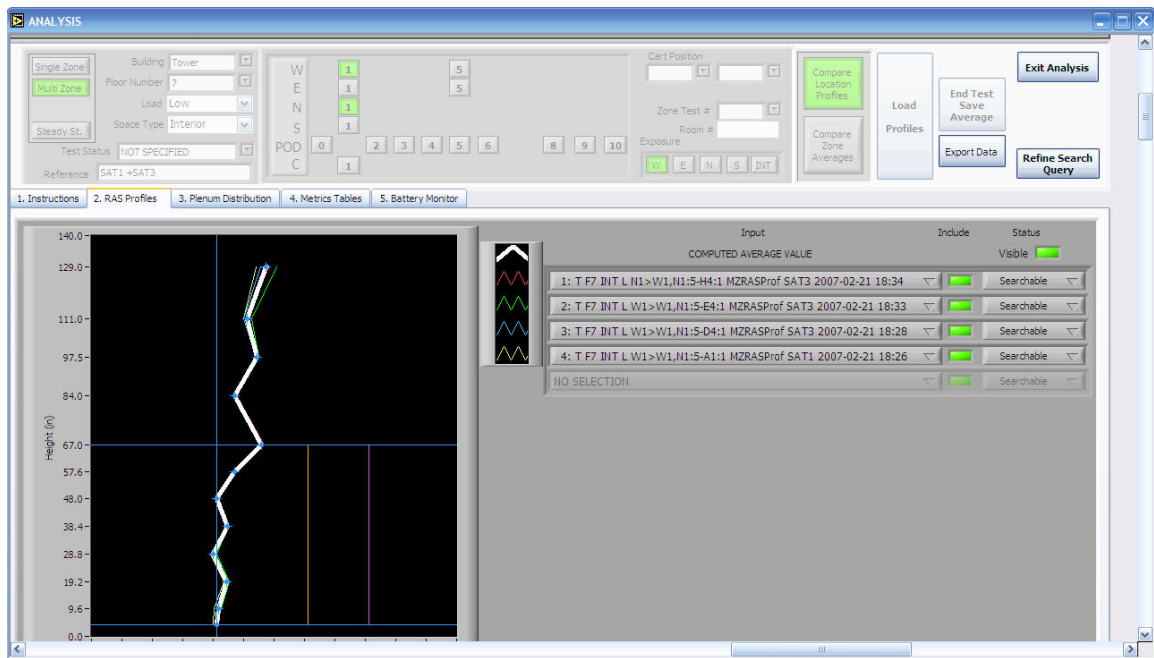 ANALYSIS
Single Zone
Multi Zone
Steady St.
Building Tower
Floor Number 7
Load Low
Space Type Interior
Test Status NOT SPECIFIED
Reference SAT1 +SAT3
W 1 5
E 1 5
N 1
S 1
POD 0 2 3 4 5 6 8 9 10
C 1
Cart Position
Zone Test #
Room #
Exposure
W E N S INT
Compare Location Profiles
Compare Zone Averages
Load Profiles
End Test Save Average
Export Data
Exit Analysis
Refine Search Query
1. Instructions 2. RAS Profiles 3. Plenum Distribution 4. Metrics Tables 5. Battery Monitor
Height (in)
140.0
129.0
111.0
97.5
84.0
67.0
57.6
48.0
38.4
28.8
19.2
9.6
0.0
Input Include Status
COMPUTED AVERAGE VALUE Visible
1: T F7 INT L N1>W1,N1:5-H4:1 MZRASProf SAT3 2007-02-21 18:34 Searchable
2: T F7 INT L W1>W1,N1:5-E4:1 MZRASProf SAT3 2007-02-21 18:33 Searchable
3: T F7 INT L W1>W1,N1:5-D4:1 MZRASProf SAT3 2007-02-21 18:28 Searchable
4: T F7 INT L W1>W1,N1:5-A1:1 MZRASProf SAT1 2007-02-21 18:26 Searchable
NO SELECTION Searchable